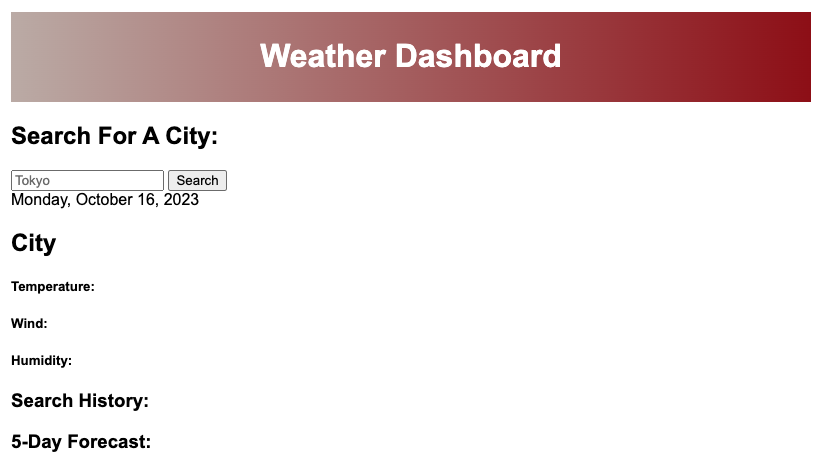 Weather Dashboard
Search For A City:
Tokyo Search
Monday, October 16, 2023
City
Temperature:
Wind:
Humidity:
Search History:
5-Day Forecast: